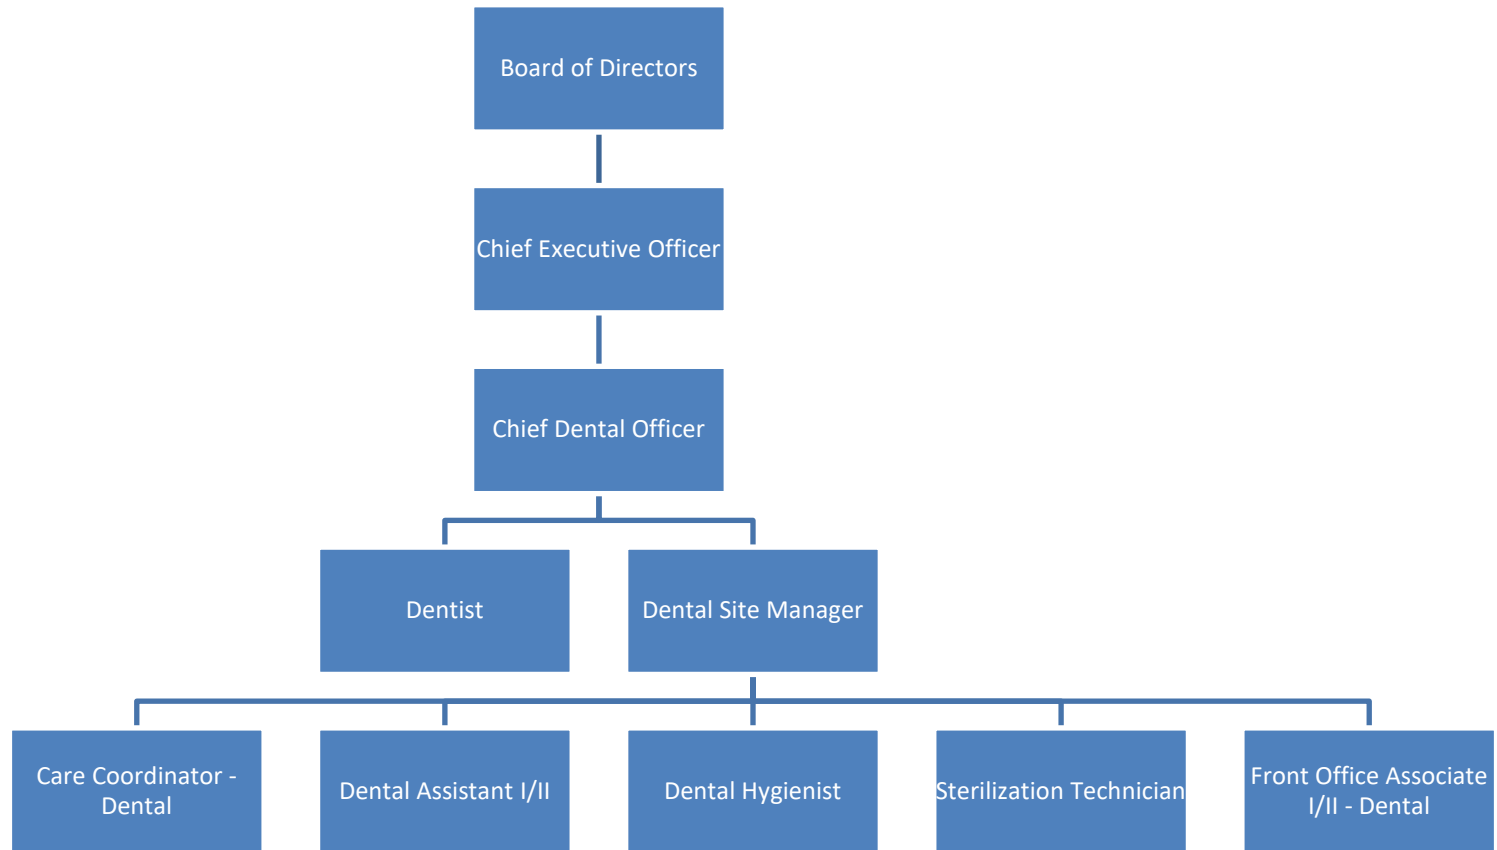 Board of Directors
Chief Executive Officer
Chief Dental Officer
Dentist
Dental Site Manager
Care Coordinator -
Dental
Dental Assistant I/II
Dental Hygienist
Sterilization Technician
Front Office Associate
I/II - Dental